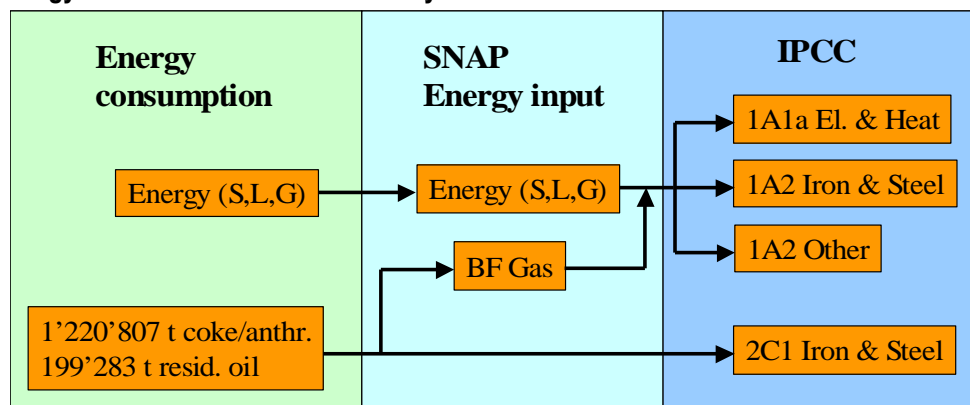 Energy
consumption
SNAP
Energy input
IPCC
1A1a El. & Heat
Energy (S,L,G)
Energy (S,L,G)
1A2 Iron & Steel
BF Gas
1A2 Other
1’220’807 t coke/anthr.
199’283 t resid. oil
2C1 Iron & Steel